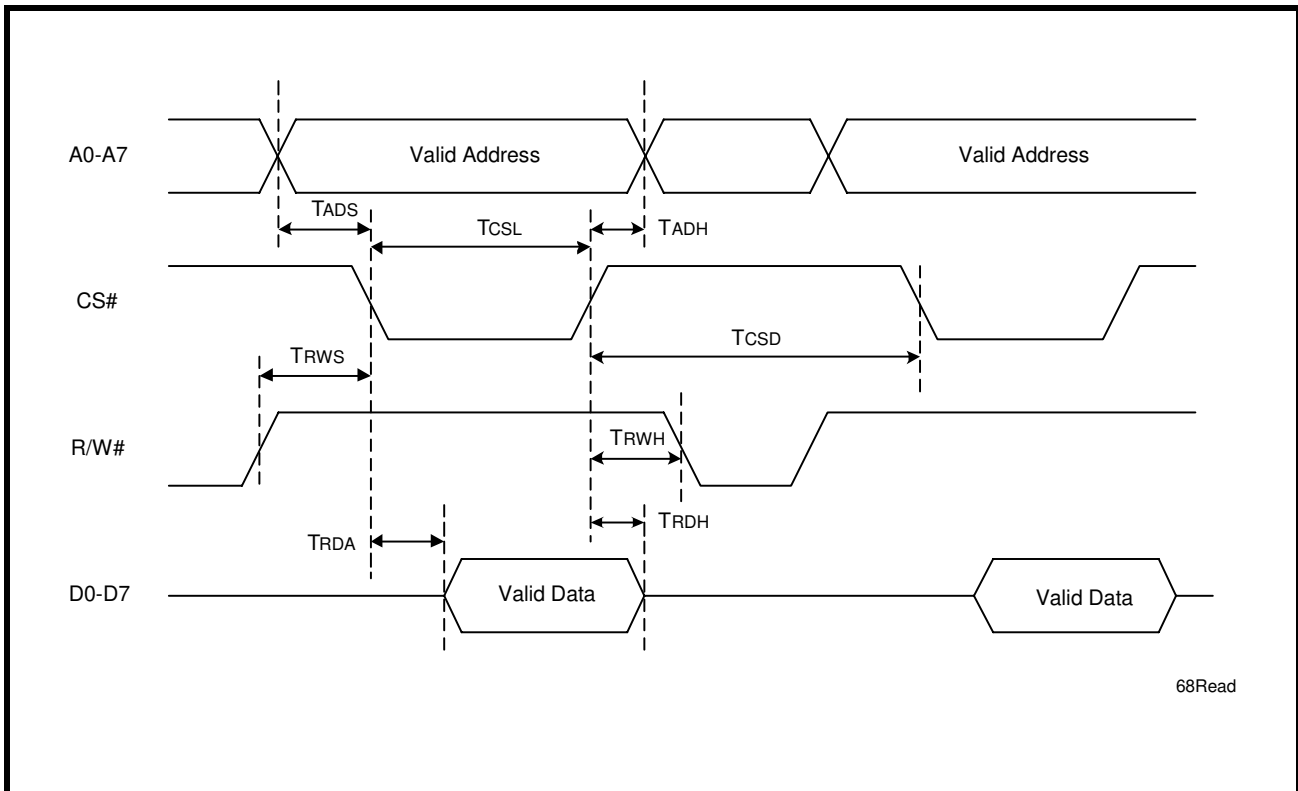 A0-A7
Valid Address
Valid Address
TADS
TCSL
TADH
CS#
TCSD
TRWS
R/W#
TRWH
TRDH
TRDA
D0-D7
Valid Data
Valid Data
68Read